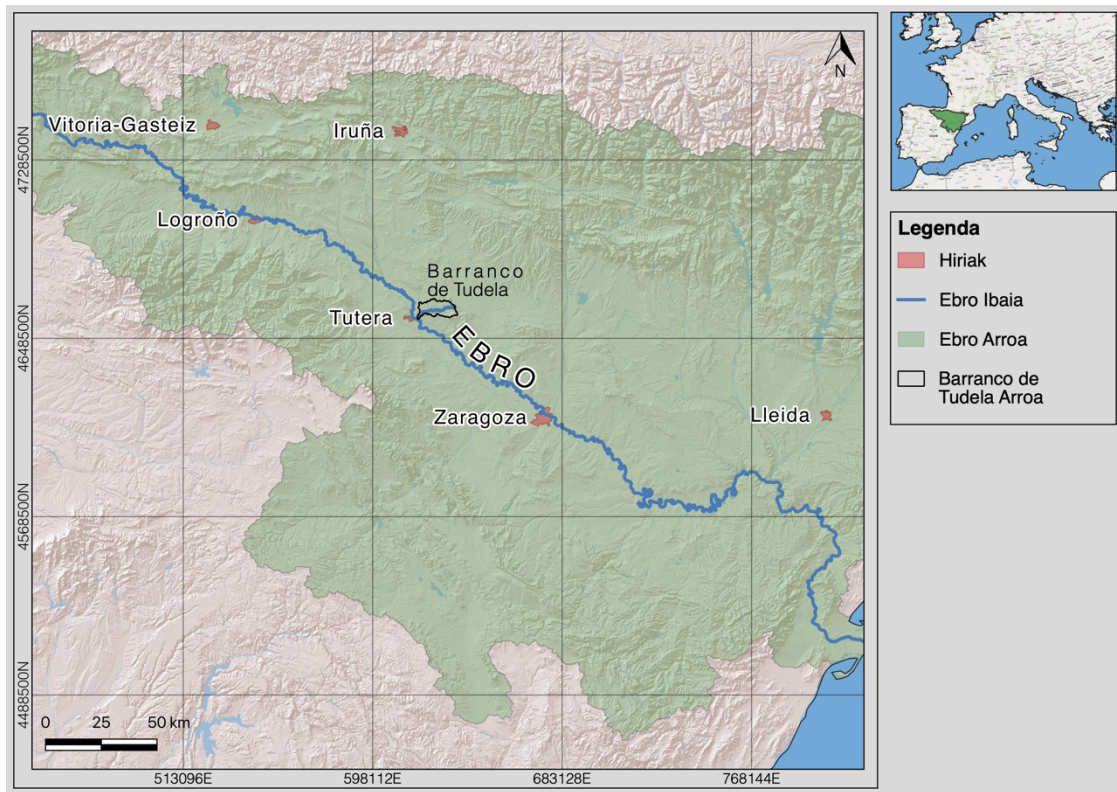 N
Vitoria-Gasteiz
Iruña
4728500N
Logroño
Barranco
de Tudela
Tutera
4648500N
EBRO
Zaragoza
Lleida
4568500N
4488500N
0 25 50 km
513096E 598112E 683128E 768144E
Legenda
Hiriak
Ebro Ibaia
Ebro Arroa
Barranco de
Tudela Arroa